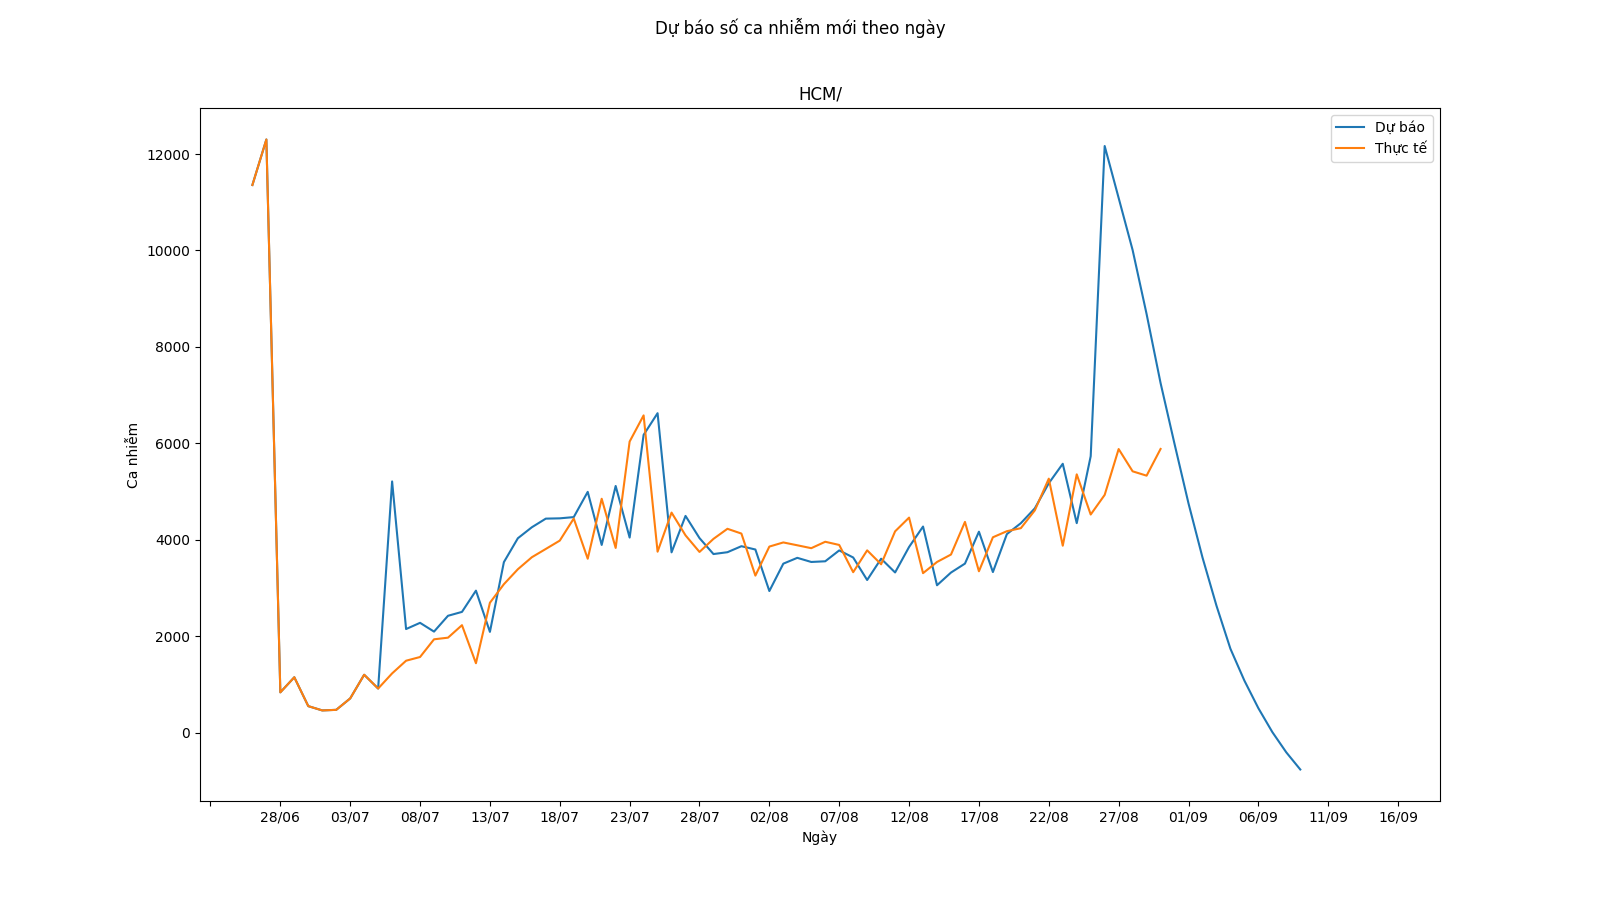 Dự báo số ca nhiễm mới theo ngày
HCM/
Dự báo
Thực tế
12000
10000
8000
6000
4000
2000
0
Ca nhiễm
28/06 03/07 08/07 13/07 18/07 23/07 28/07 02/08 07/08 12/08 17/08 22/08 27/08 01/09 06/09 11/09 16/09
Ngày